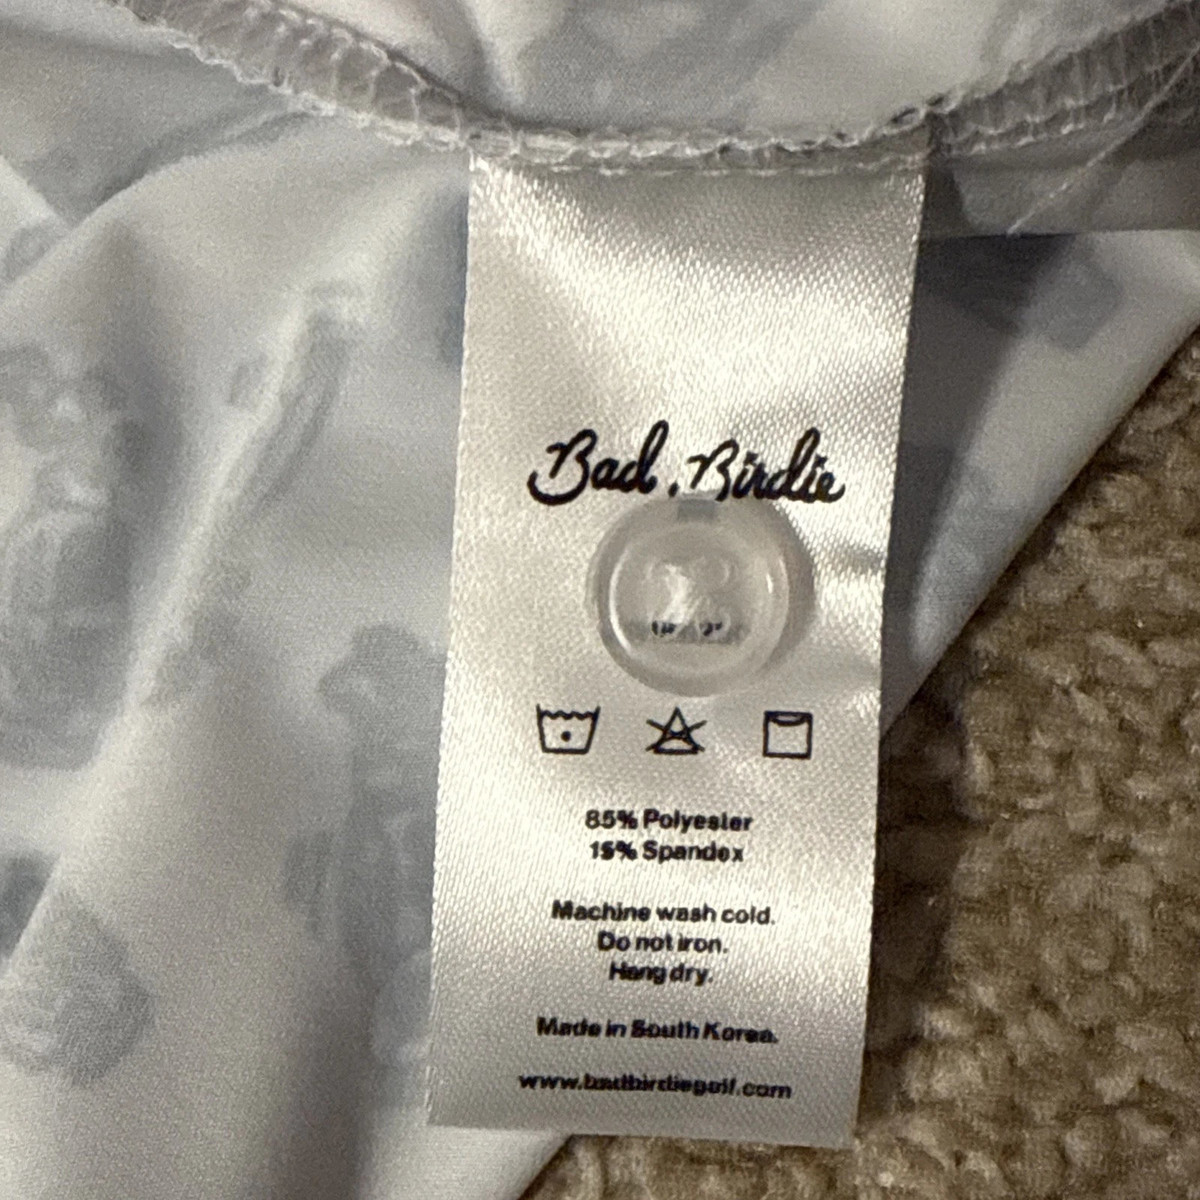 Bad Birdie
85% Polyester
15% Spandex
Machine wash cold.
Do not iron.
Hang dry.
Made in South Korea.
www.badbirdiegolf.com